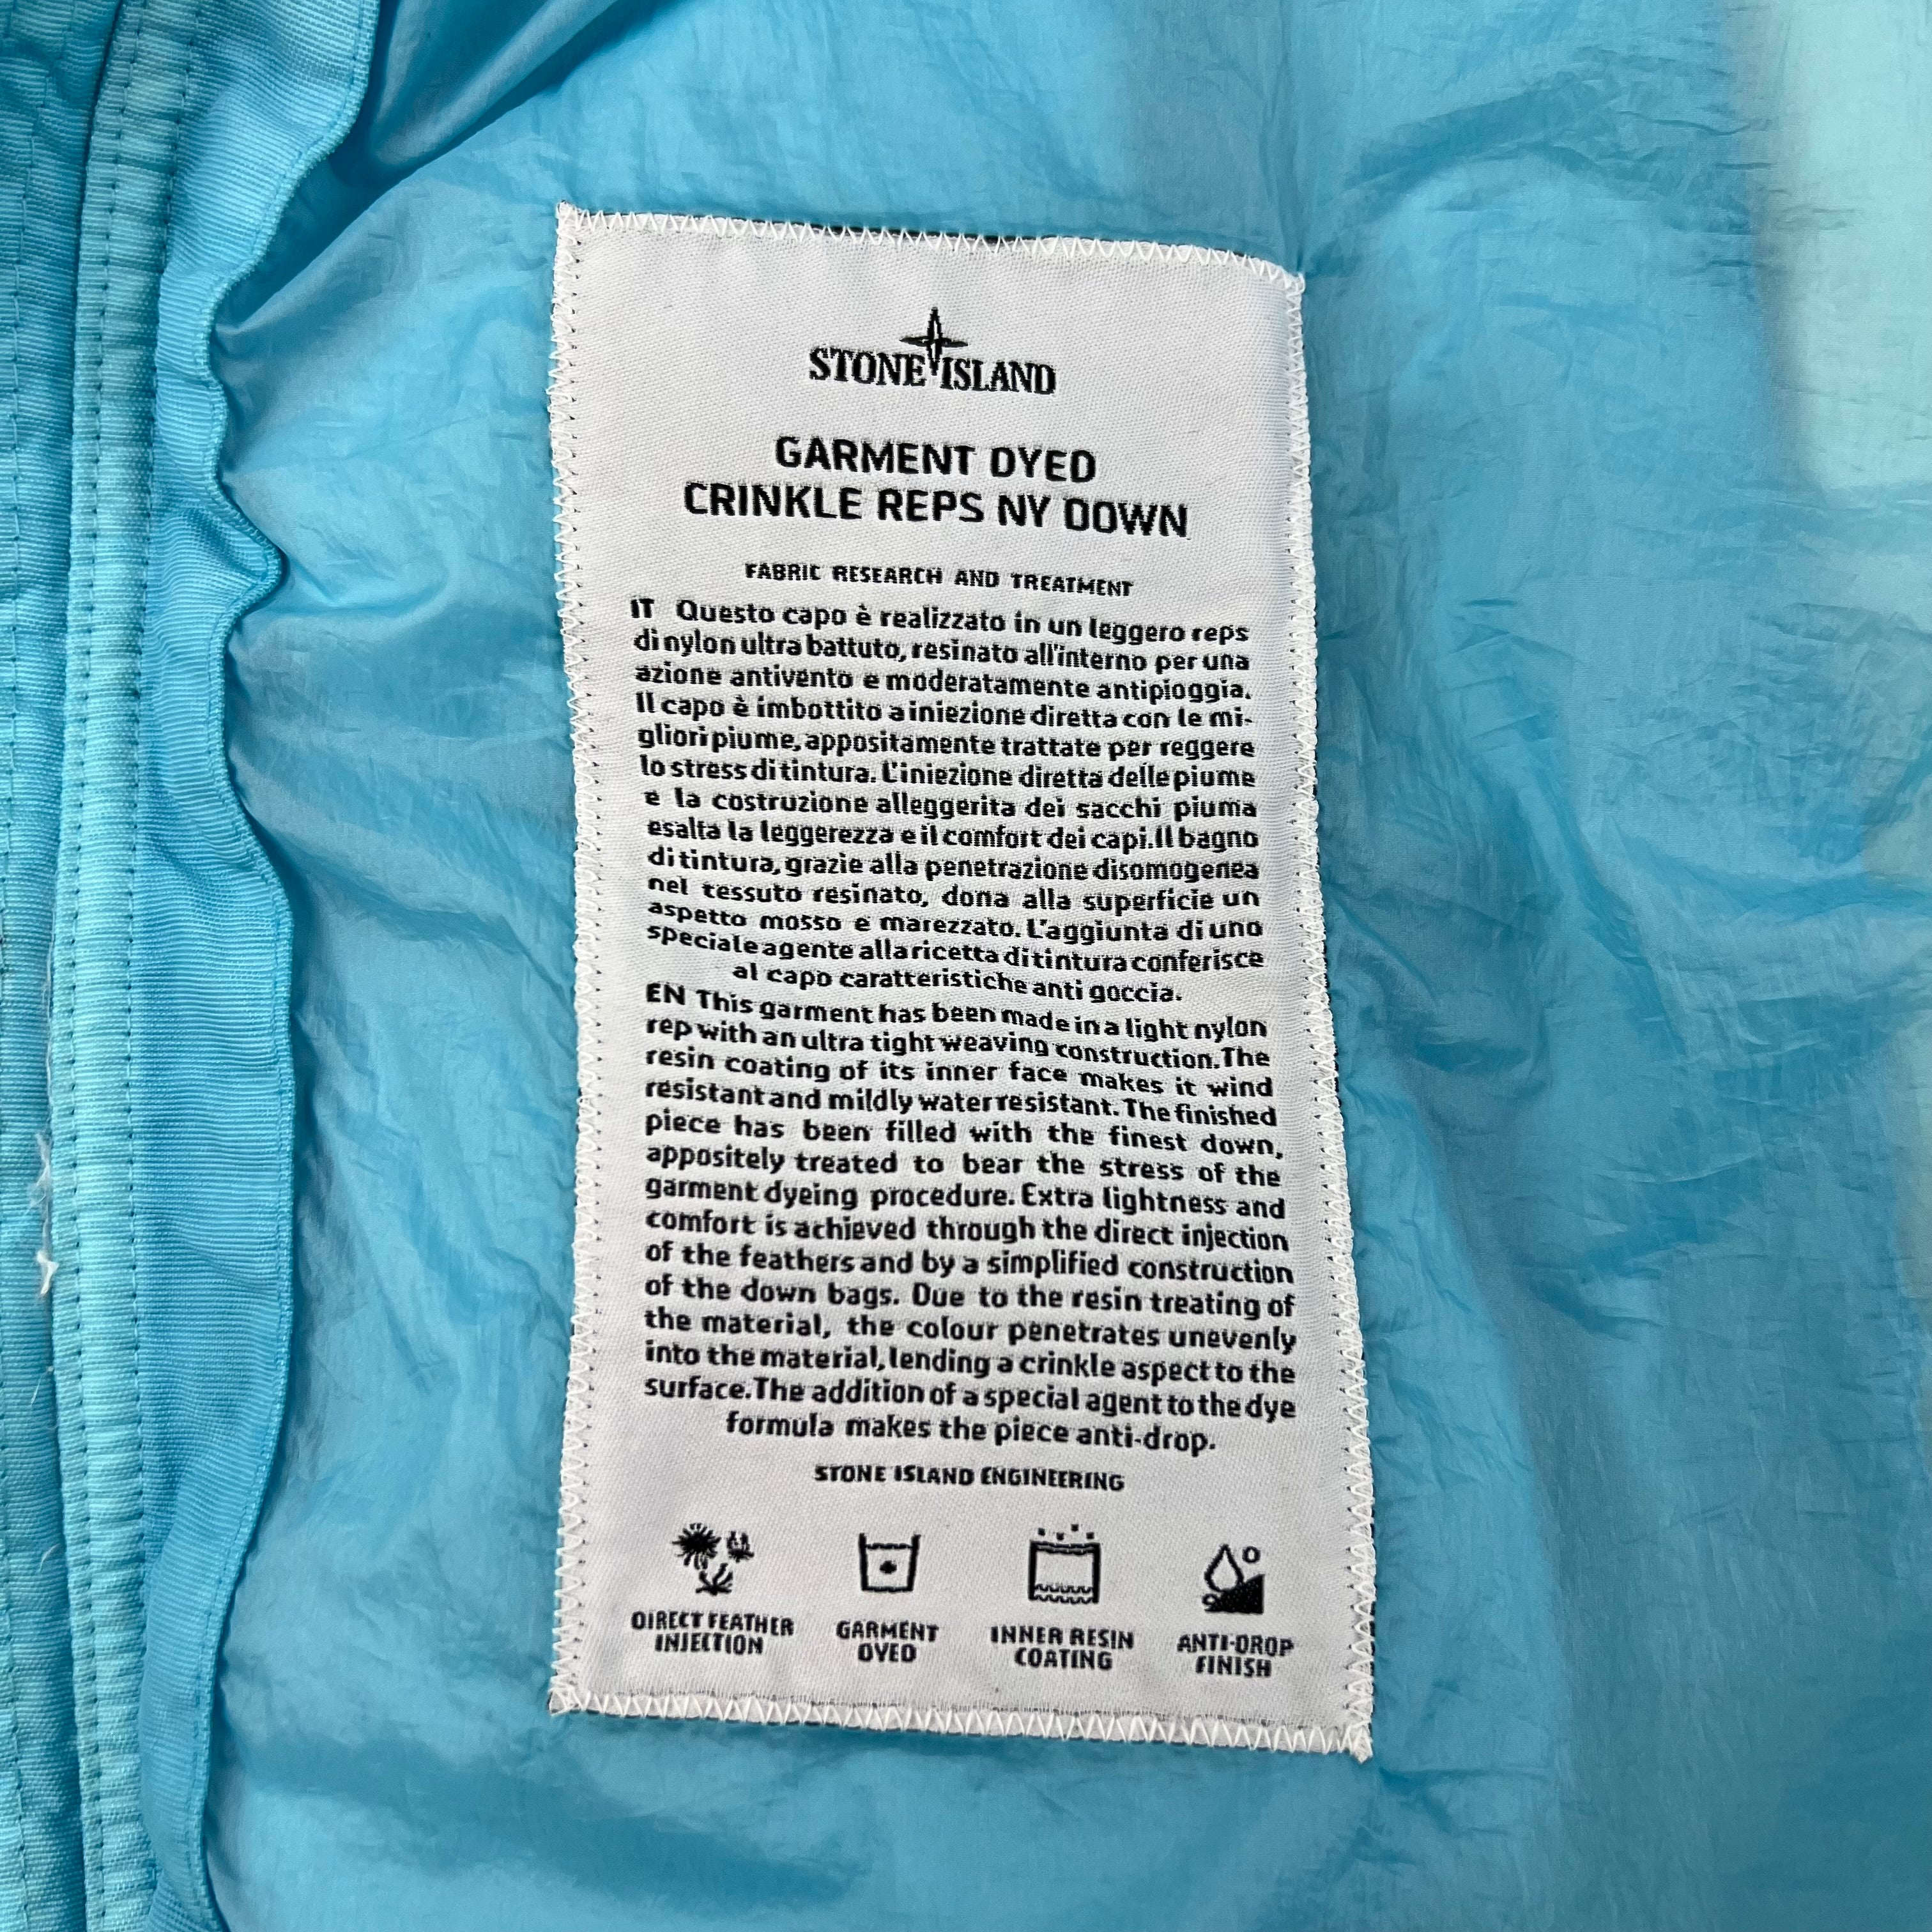 STONE ISLAND
GARMENT DYED
CRINKLE REPS NY DOWN
FABRIC RESEARCH AND TREATMENT
IT Questo capo è realizzato in un leggero reps
di nylon ultra battuto, resinato all'interno per una
azione antivento e moderatamente antipioggia.
Il capo è imbottito a iniezione diretta con le mi-
gliori piume, appositamente trattate per reggere
lo stress di tintura. L'iniezione diretta delle piume
e la costruzione alleggerita dei sacchi piuma
esalta la leggerezza e il comfort dei capi. Il bagno
di tintura, grazie alla penetrazione disomogenea
nel tessuto resinato, dona alla superficie un
aspetto mosso e marezzato. L'aggiunta di uno
speciale agente alla ricetta di tintura conferisce
al capo caratteristiche anti goccia.
EN This garment has been made in a light nylon
rep with an ultra tight weaving construction. The
resin coating of its inner face makes it wind
resistant and mildly water resistant. The finished
piece has been filled with the finest down,
appositely treated to bear the stress of the
garment dyeing procedure. Extra lightness and
comfort is achieved through the direct injection
of the feathers and by a simplified construction
of the down bags. Due to the resin treating of
the material, the colour penetrates unevenly
into the material, lending a crinkle aspect to the
surface. The addition of a special agent to the dye
formula makes the piece anti-drop.
STONE ISLAND ENGINEERING
DIRECT FEATHER
INJECTION
GARMENT
DYED
INNER RESIN
COATING
ANTI-DROP
FINISH